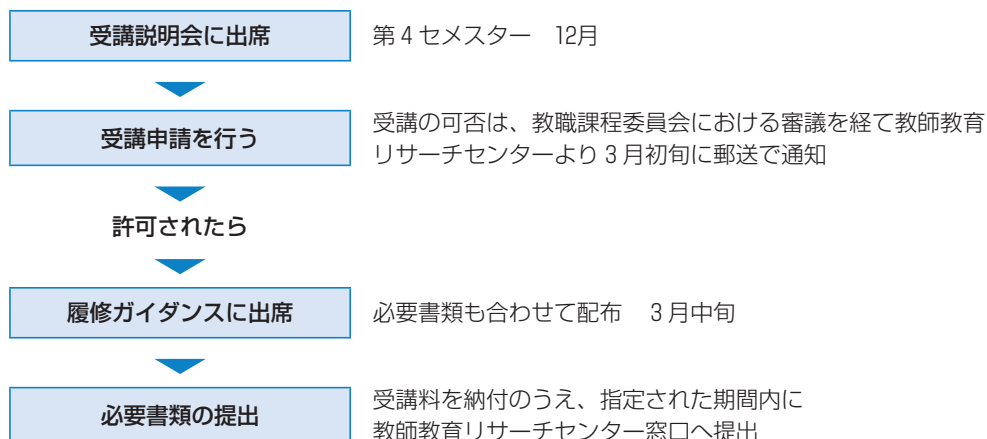 受講説明会に出席
第4セメスター　12月
受講申請を行う
受講の可否は、教職課程委員会における審議を経て教師教育
リサーチセンターより3月初旬に郵送で通知
許可されたら
履修ガイダンスに出席
必要書類も合わせて配布　3月中旬
必要書類の提出
受講料を納付のうえ、指定された期間内に
教師教育リサーチセンター窓口へ提出